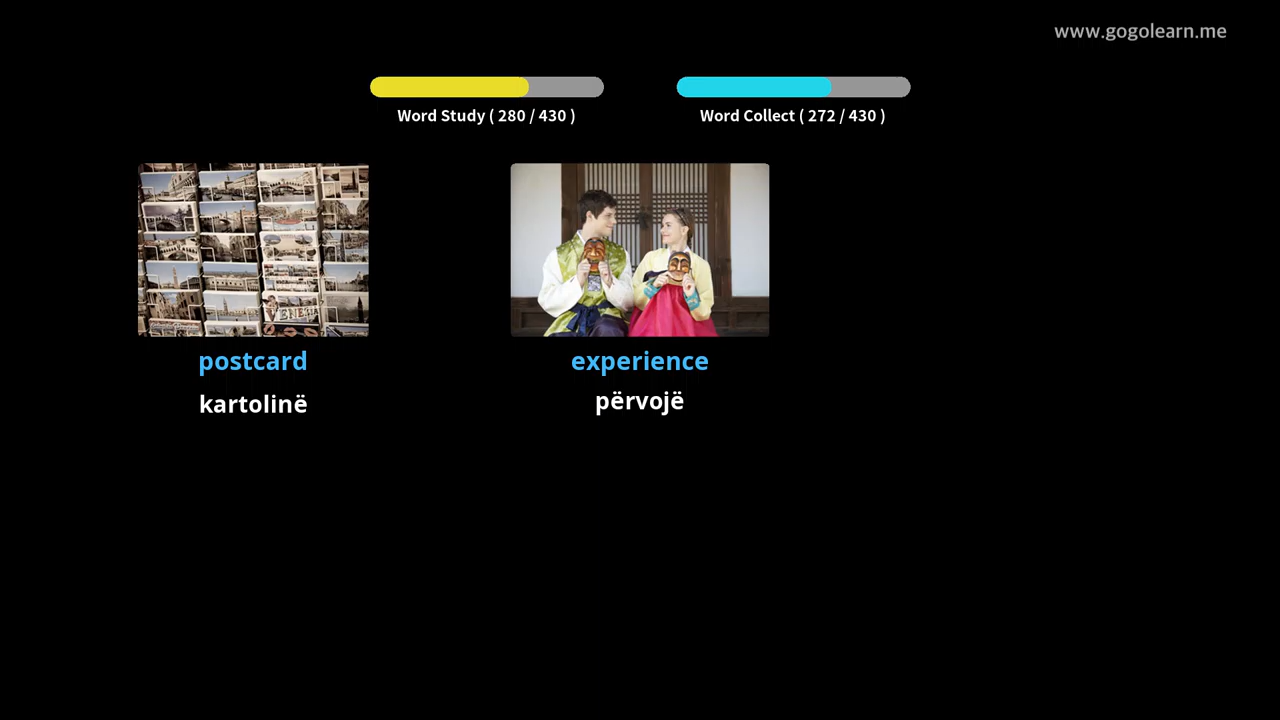 www.gogolearn.me
Word Study ( 280 / 430 )
Word Collect ( 272 / 430 )
postcard
experience
kartolinë
përvojë